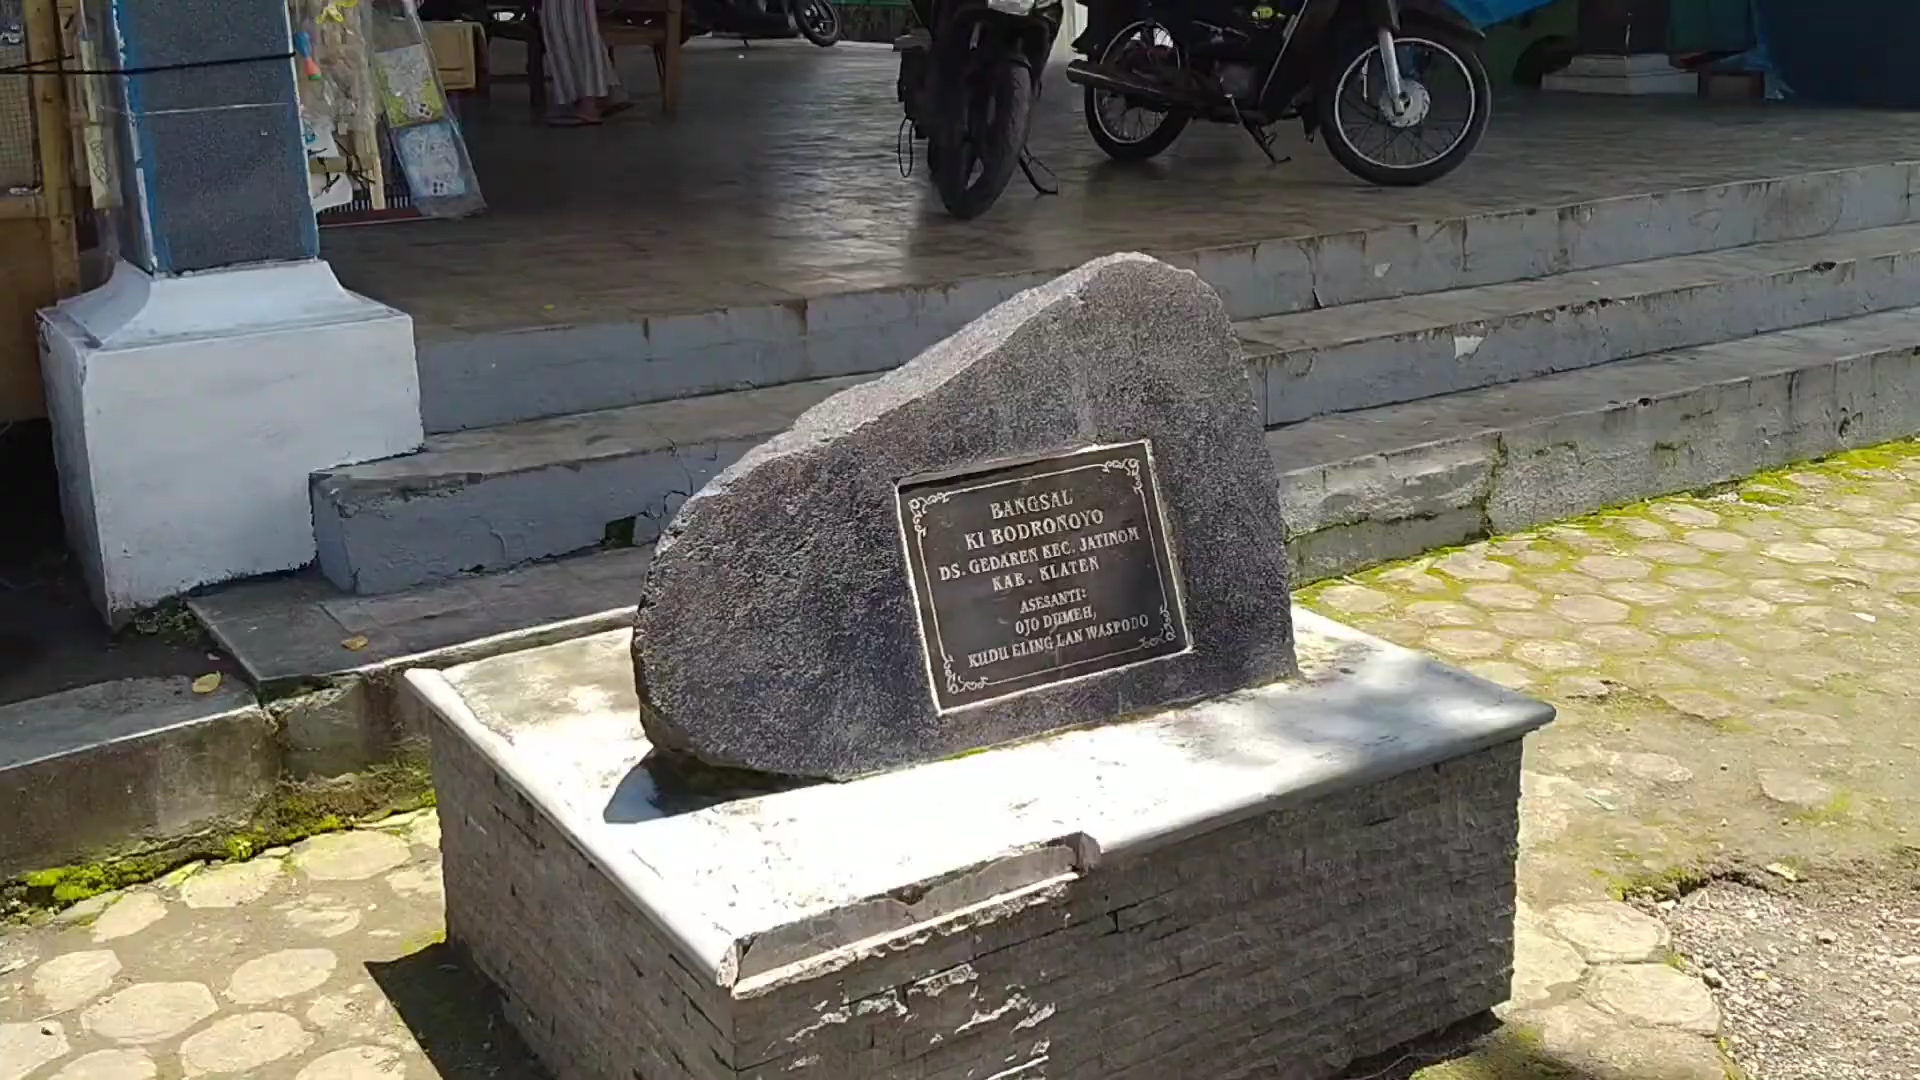 BANGSAL
KI BODRONOYO
DS. GEDAREN KEC. JATINOM
KAB. KLATEN
ASESANTI:
OJO DUMEH,
KUDU ELING LAN WASPODO